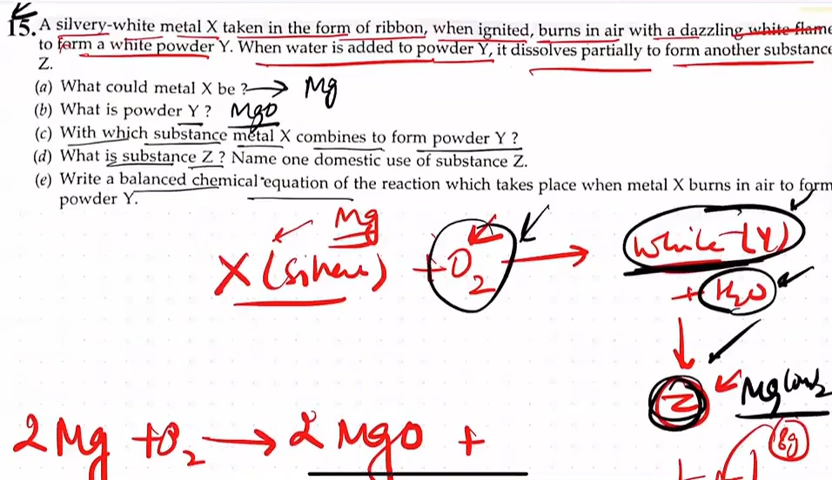 15. A silvery-white metal X taken in the form of ribbon, when ignited, burns in air with a dazzling white flame
to form a white powder Y. When water is added to powder Y, it dissolves partially to form another substance
Z.
(a) What could metal X be ? → Mg
(b) What is powder Y ? MgO
(c) With which substance metal X combines to form powder Y ?
(d) What is substance Z ? Name one domestic use of substance Z.
(e) Write a balanced chemical equation of the reaction which takes place when metal X burns in air to form
powder Y.
Mg
X + O2 → white (Y)
+ H2O
↓
Z Mg(OH)2
2Mg + O2 → 2MgO +